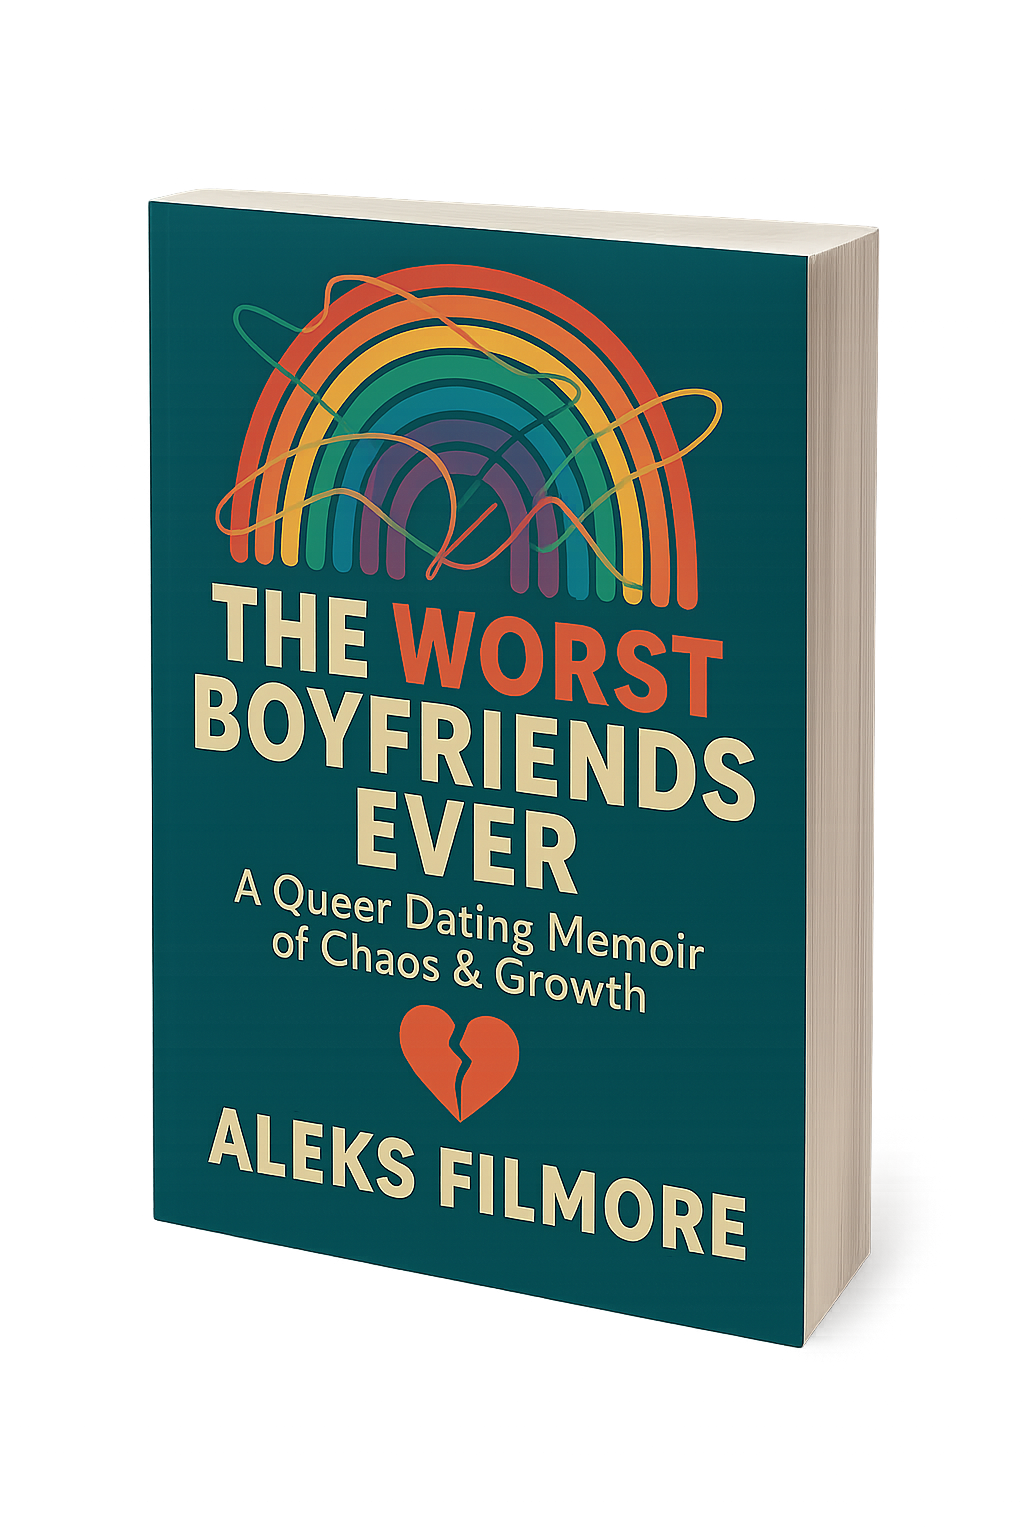 THE WORST
BOYFRIENDS
EVER
A Queer Dating Memoir
of Chaos & Growth
ALEKS FILMORE